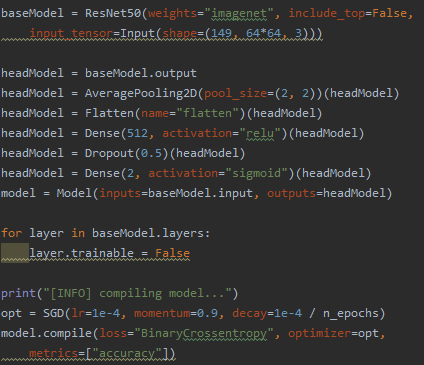 baseModel = ResNet50(weights="imagenet", include_top=False,
    input_tensor=Input(shape=(149, 64*64, 3)))
headModel = baseModel.output
headModel = AveragePooling2D(pool_size=(2, 2))(headModel)
headModel = Flatten(name="flatten")(headModel)
headModel = Dense(512, activation="relu")(headModel)
headModel = Dropout(0.5)(headModel)
headModel = Dense(2, activation="sigmoid")(headModel)
model = Model(inputs=baseModel.input, outputs=headModel)
for layer in baseModel.layers:
    layer.trainable = False
print("[INFO] compiling model...")
opt = SGD(lr=1e-4, momentum=0.9, decay=1e-4 / n_epochs)
model.compile(loss="BinaryCrossentropy", optimizer=opt,
    metrics=["accuracy"])